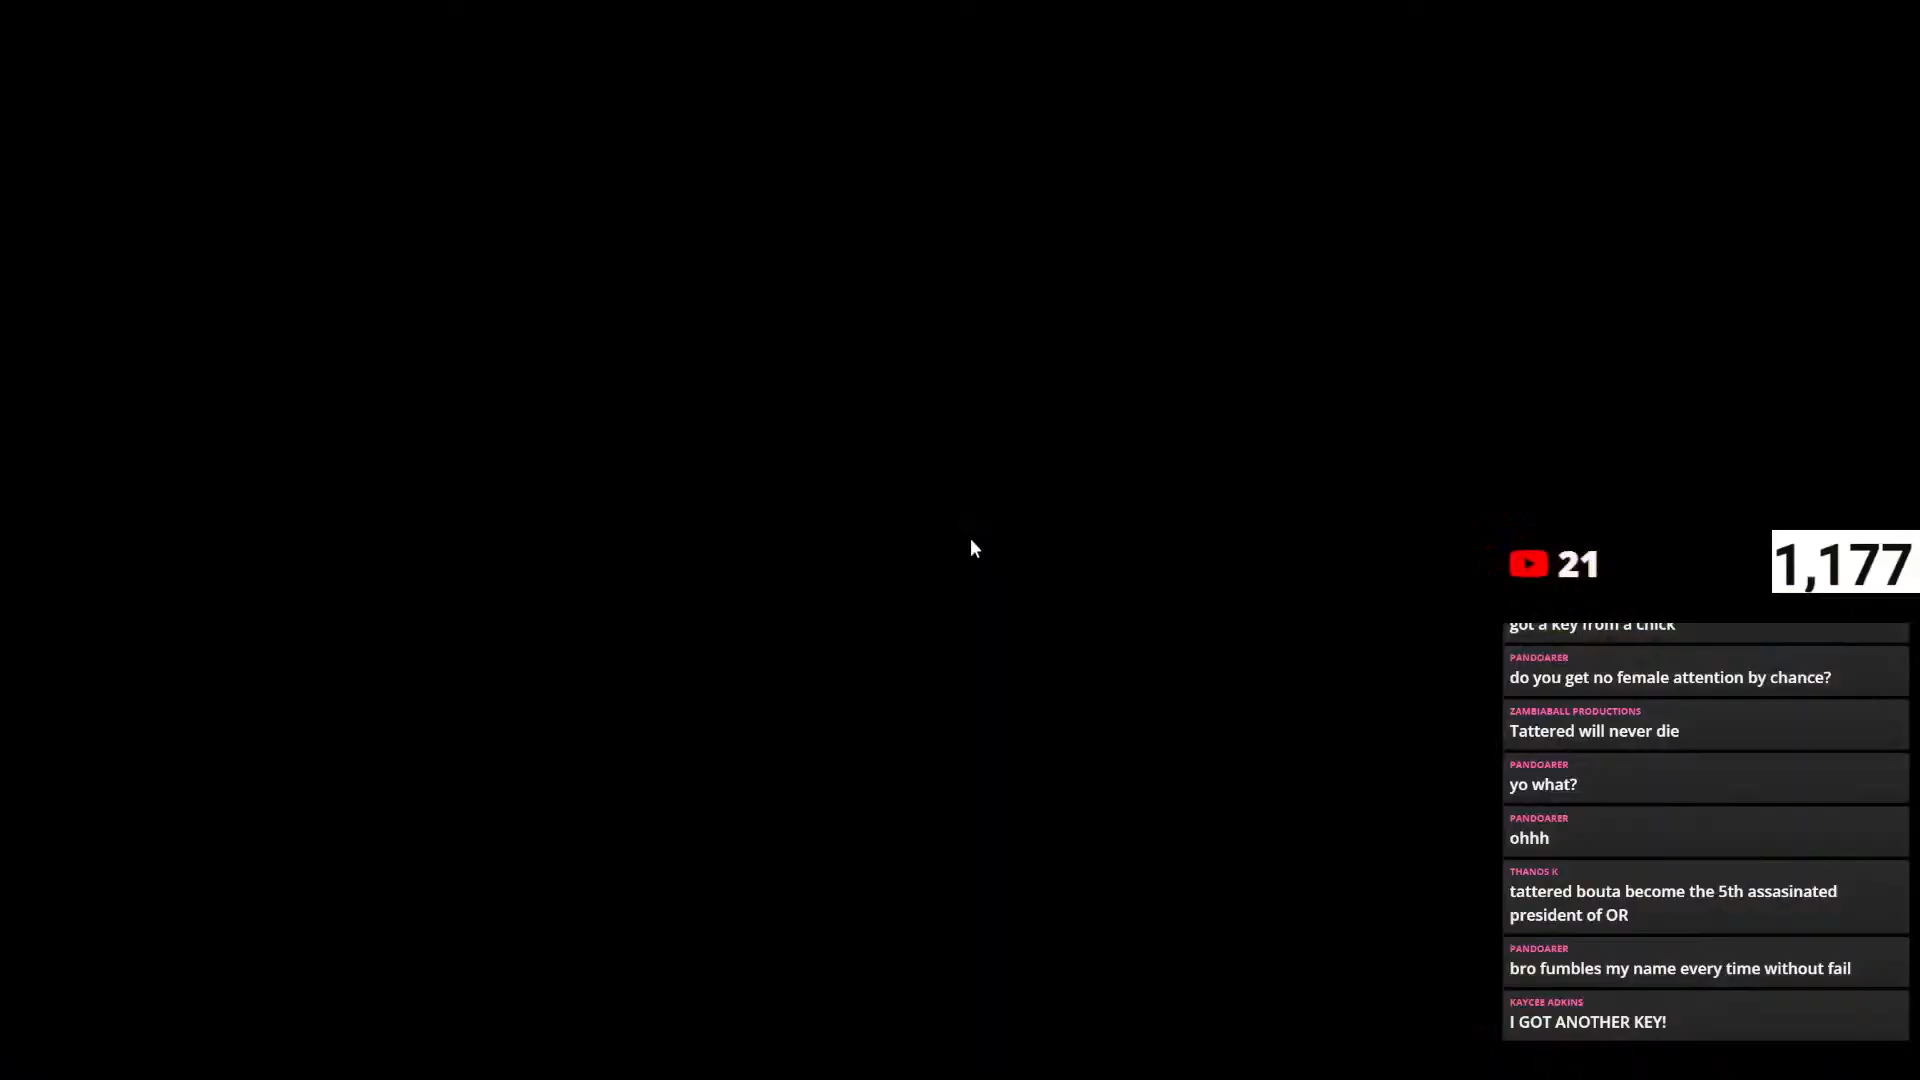 21
1,177
got a key from a chick
PANDOARER
do you get no female attention by chance?
ZAMBIABALL PRODUCTIONS
Tattered will never die
PANDOARER
yo what?
PANDOARER
ohhh
THANOS K
tattered bouta become the 5th assasinated
president of OR
PANDOARER
bro fumbles my name every time without fail
KAYCEE ADKINS
I GOT ANOTHER KEY!